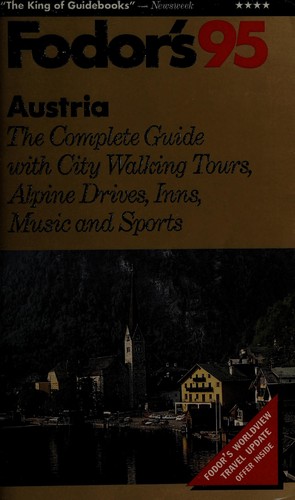 "The King of Guidebooks" — Newsweek ★★★★
Fodor's95
Austria
The Complete Guide
with City Walking Tours,
Alpine Drives, Inns,
Music and Sports
FODOR'S WORLDVIEW
TRAVEL UPDATE
OFFER INSIDE